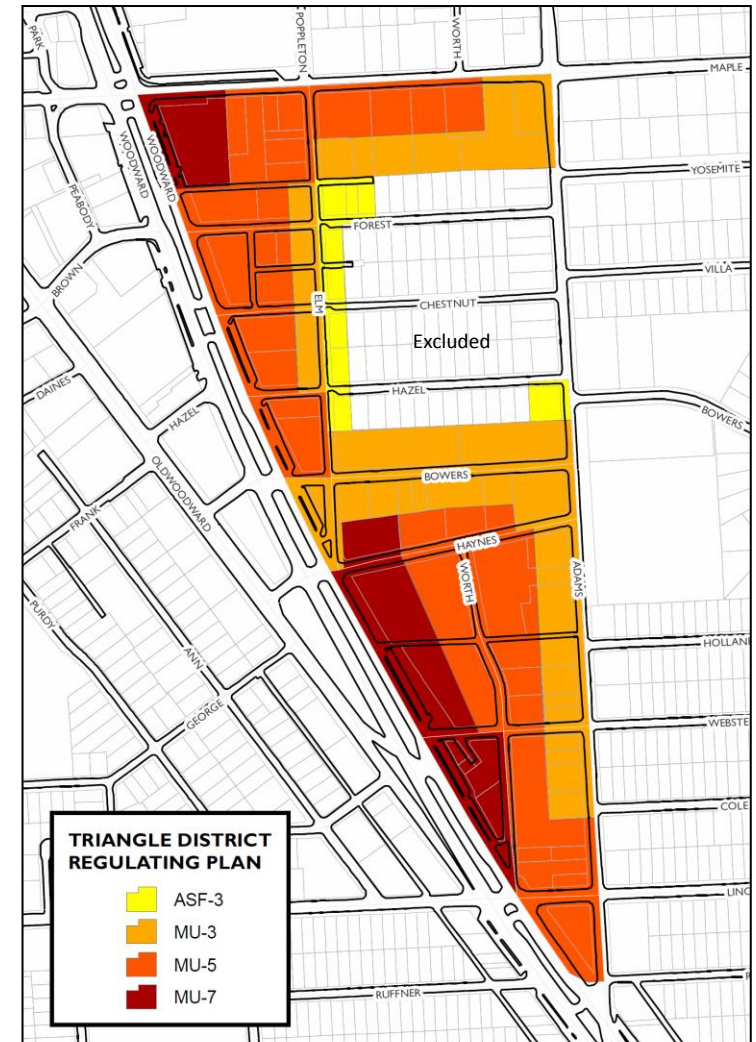 PARK
POPPLETON
WORTH
MAPLE
WOODWARD
WOODWARD
PEABODY
YOSEMITE
FOREST
BROWN
VILLA
ELM
CHESTNUT
Excluded
DAINES
HAZEL
HAZEL
BOWERS
OLDWOODWARD
BOWERS
FRANK
HAYNES
WORTH
ADAMS
PURDY
ANN
HOLLAN
GEORGE
WEBSTE
COLE
TRIANGLE DISTRICT
REGULATING PLAN
ASF-3
MU-3
MU-5
MU-7
LINC
R
RUFFNER